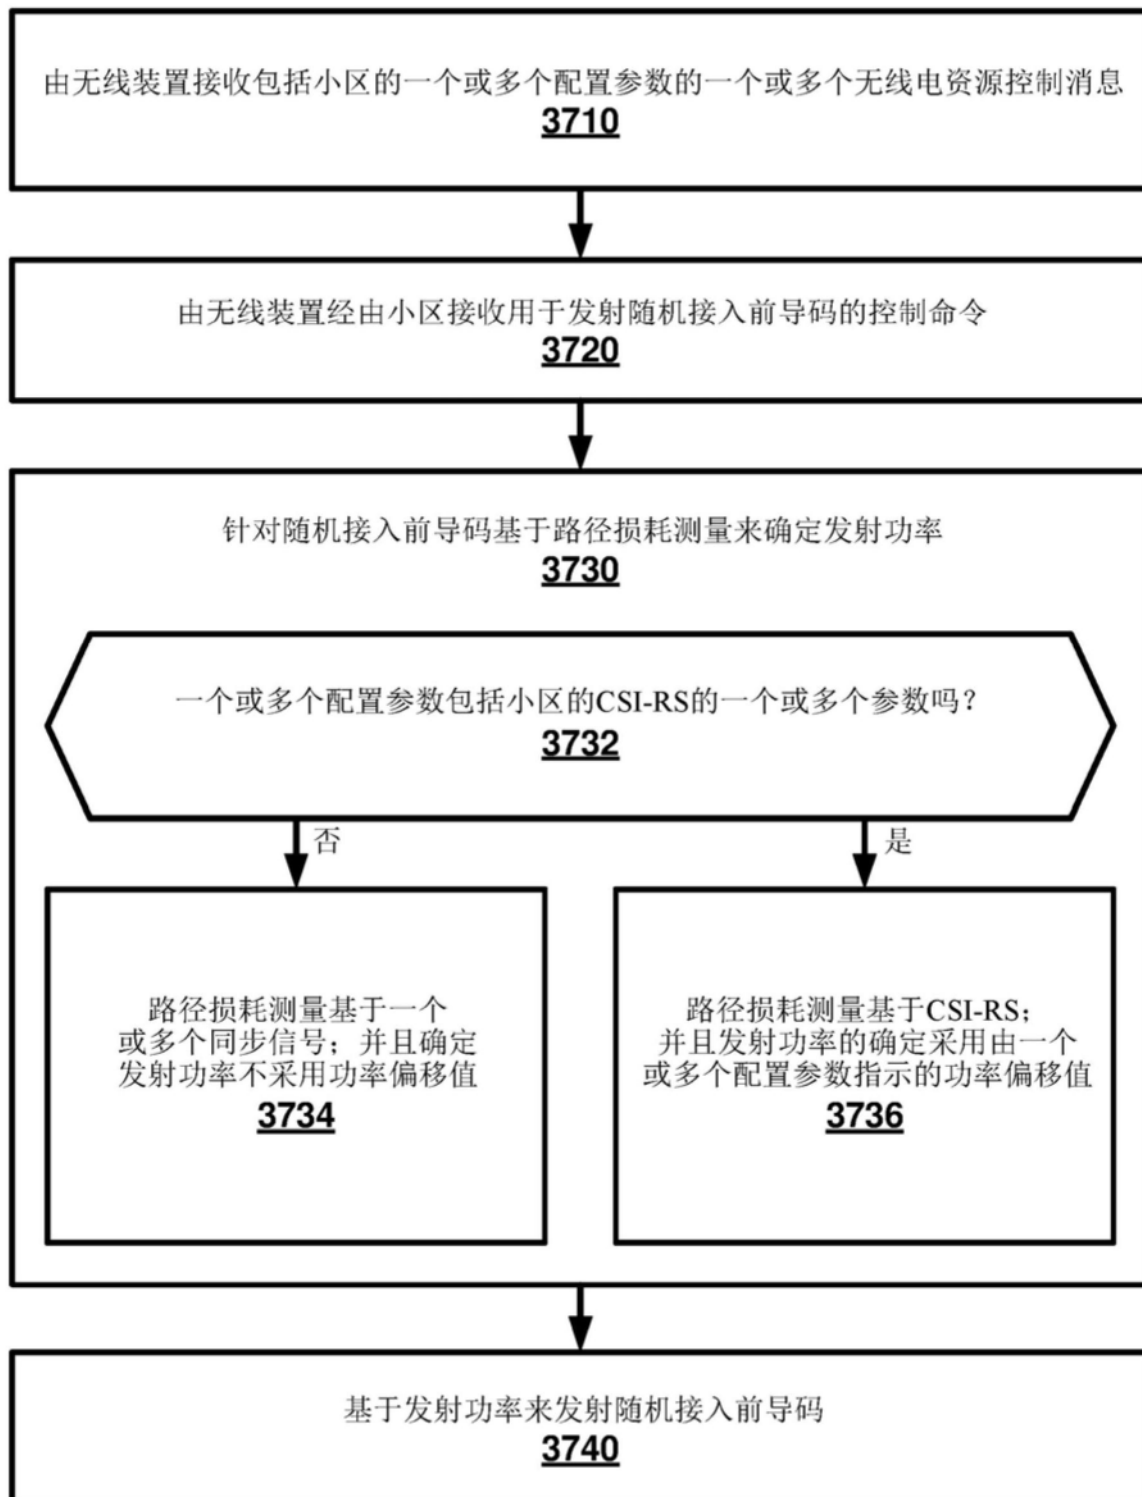 由无线装置接收包括小区的一个或多个配置参数的一个或多个无线电资源控制消息
3710
由无线装置经由小区接收用于发射随机接入前导码的控制命令
3720
针对随机接入前导码基于路径损耗测量来确定发射功率
3730
一个或多个配置参数包括小区的CSI-RS的一个或多个参数吗？
3732
否
是
路径损耗测量基于一个
或多个同步信号；并且确定
发射功率不采用功率偏移值
3734
路径损耗测量基于CSI-RS；
并且发射功率的确定采用由一个
或多个配置参数指示的功率偏移值
3736
基于发射功率来发射随机接入前导码
3740